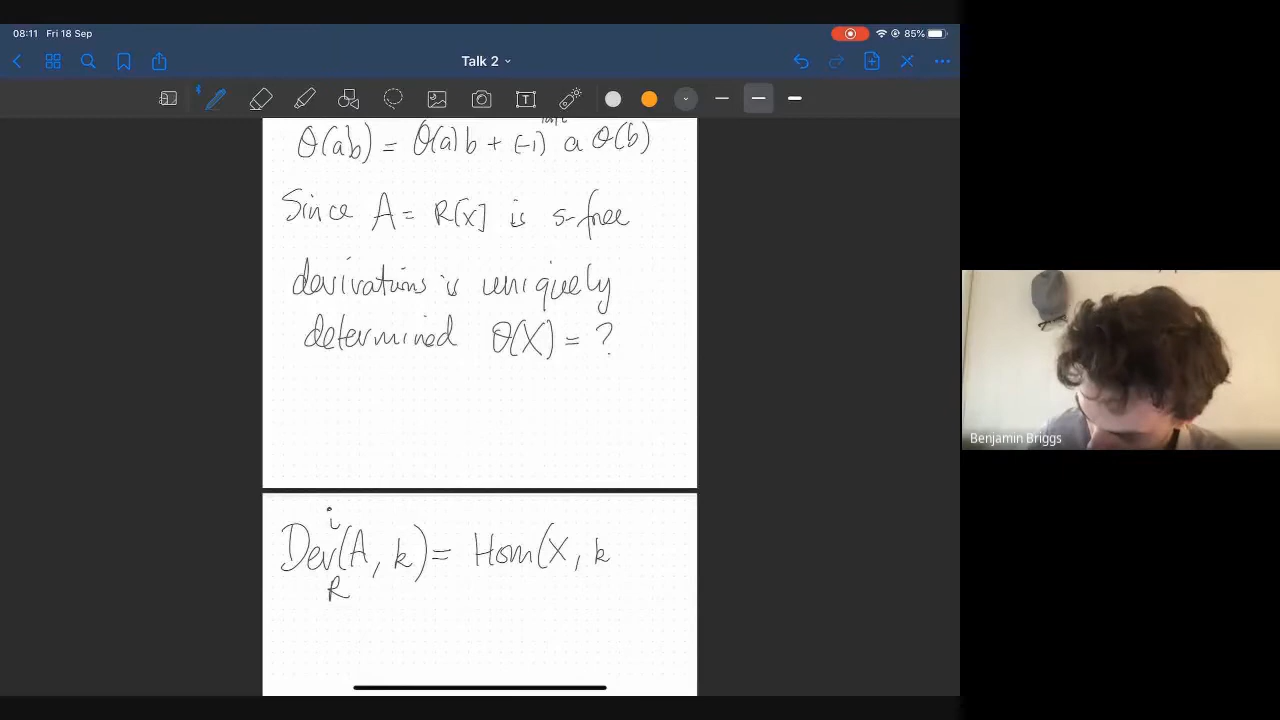 08:11 Fri 18 Sep
85%
Talk 2
θ(ab) = θ(a)b + (-1) a θ(b)
Since A = R[X] is s-free
derivations is uniquely
determined θ(X) = ?
i
Der(A, k) = Hom(X, k
R
Benjamin Briggs